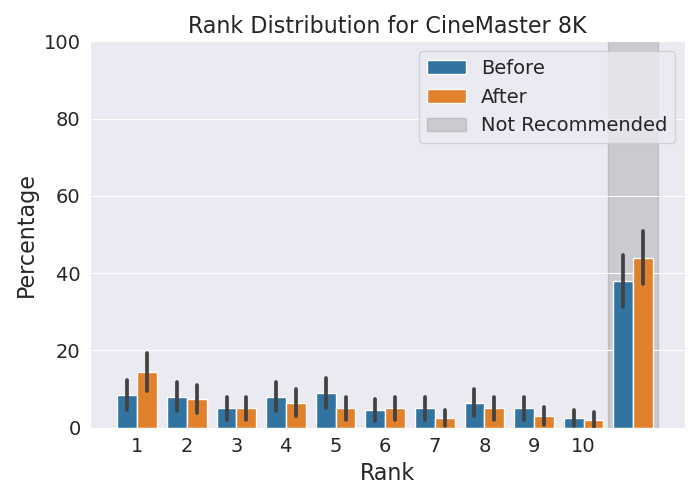 Rank Distribution for CineMaster 8K
100
80
60
40
20
0
Percentage
Before
After
Not Recommended
1 2 3 4 5 6 7 8 9 10
Rank